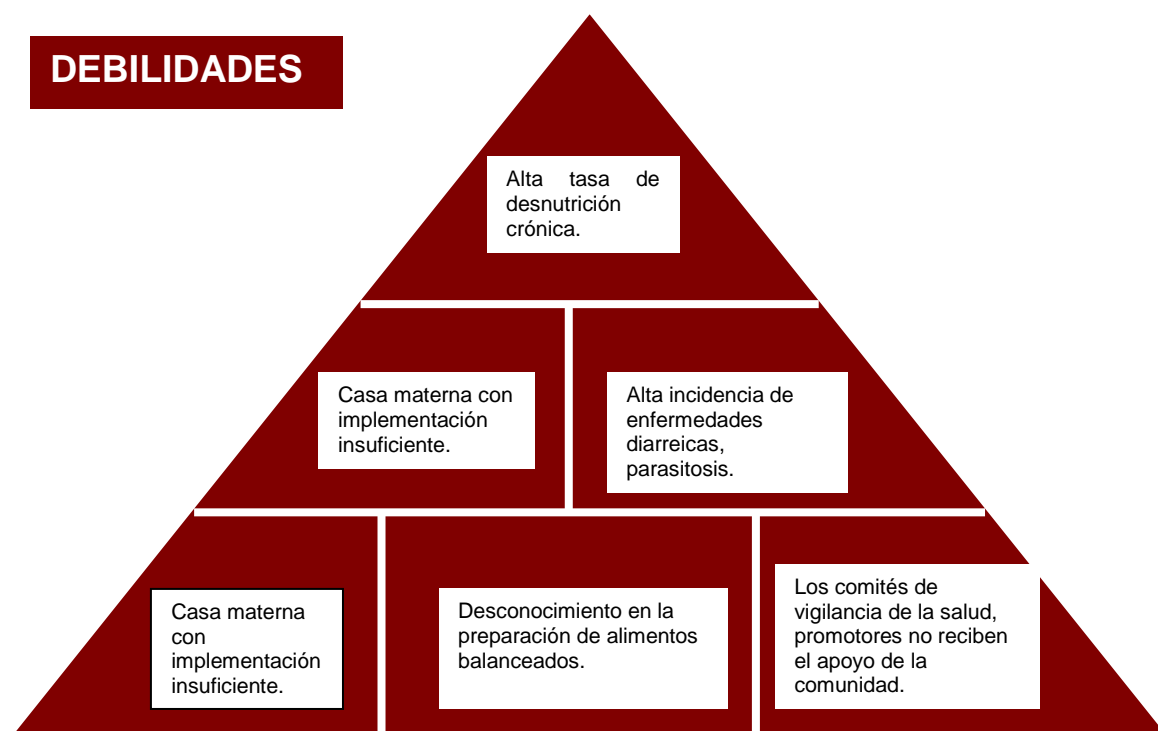 DEBILIDADES
Alta tasa de
desnutrición
crónica.
Casa materna con
implementación
insuficiente.
Alta incidencia de
enfermedades
diarreicas,
parasitosis.
Casa materna
con
implementación
insuficiente.
Desconocimiento en la
preparación de alimentos
balanceados.
Los comités de
vigilancia de la salud,
promotores no reciben
el apoyo de la
comunidad.